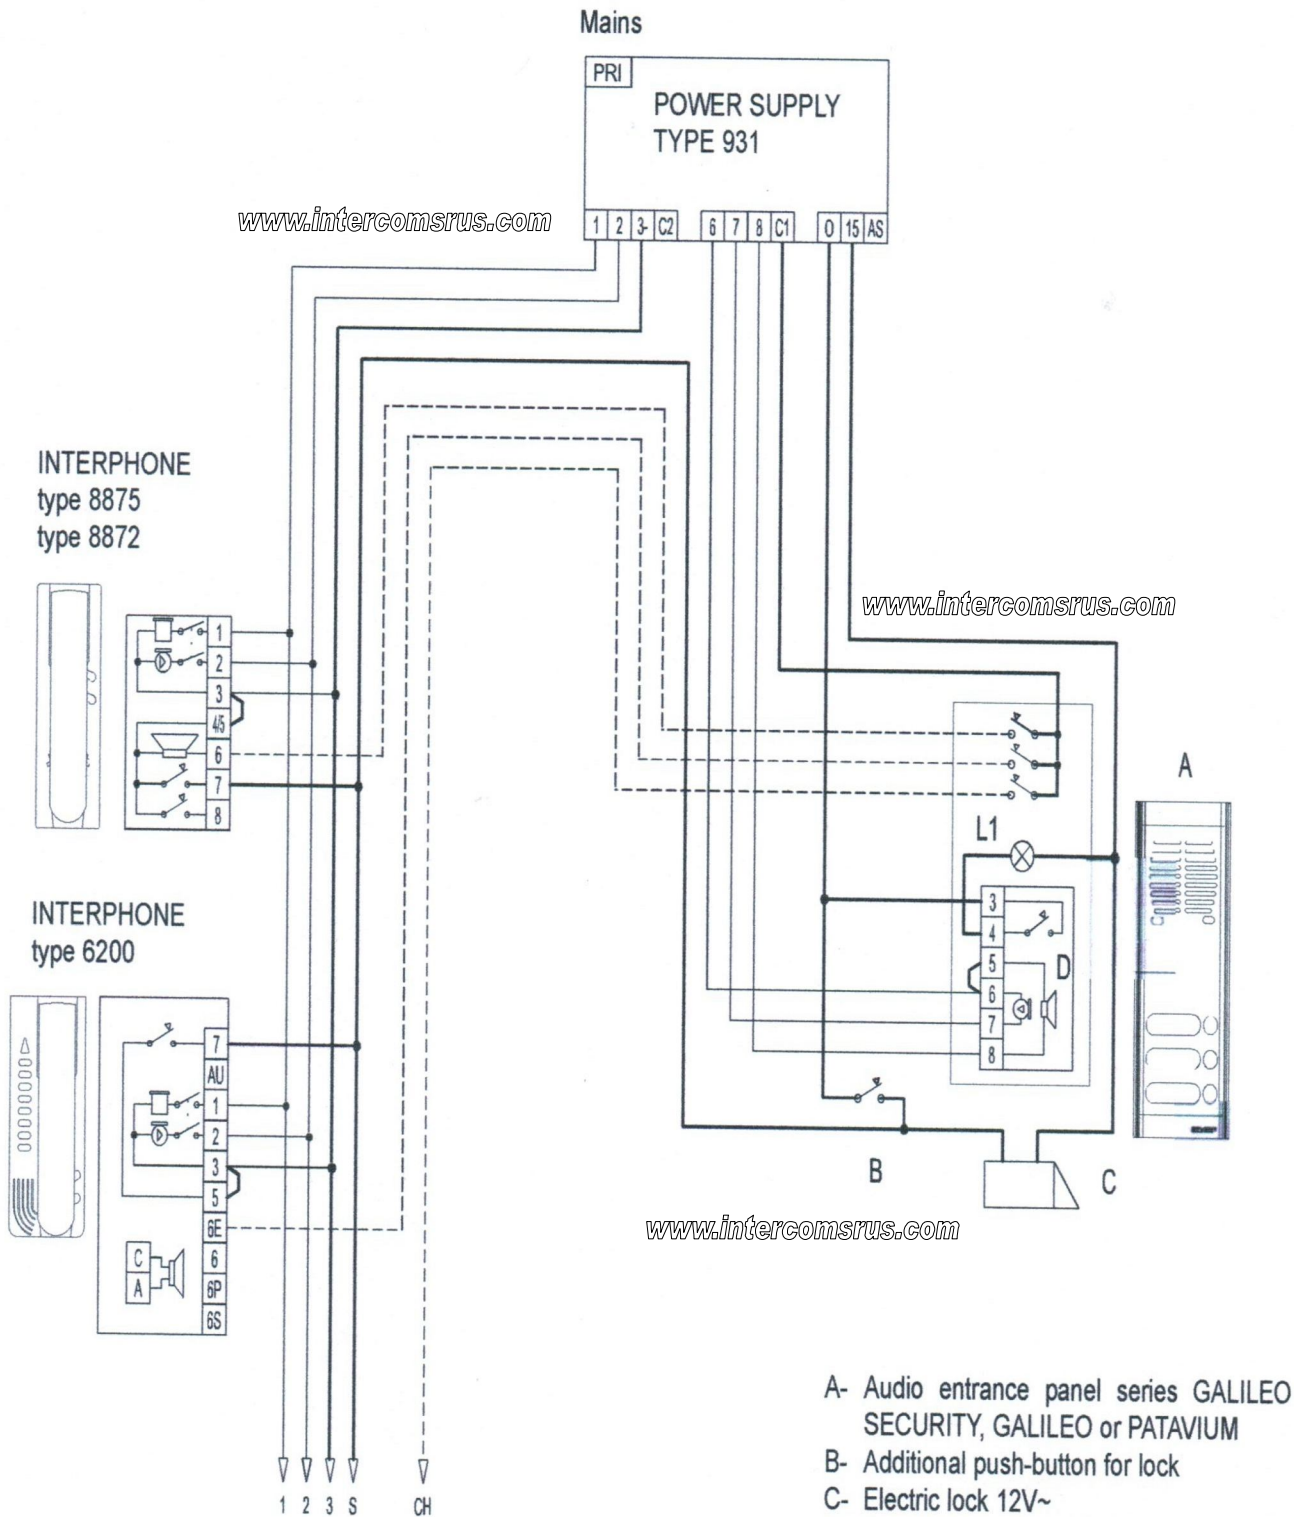 Mains
PRI
POWER SUPPLY
TYPE 931
1 2 3- C2 6 7 8 C1 0 15 AS
www.intercomsrus.com
INTERPHONE
type 8875
type 8872
1
2
3
4/5
6
7
8
www.intercomsrus.com
A
L1
3
4
5
6
7
8
D
INTERPHONE
type 6200
7
AU
1
2
3
5
6E
6
6P
6S
C
A
B
C
www.intercomsrus.com
A- Audio entrance panel series GALILEO
SECURITY, GALILEO or PATAVIUM
B- Additional push-button for lock
C- Electric lock 12V~
1 2 3 S CH